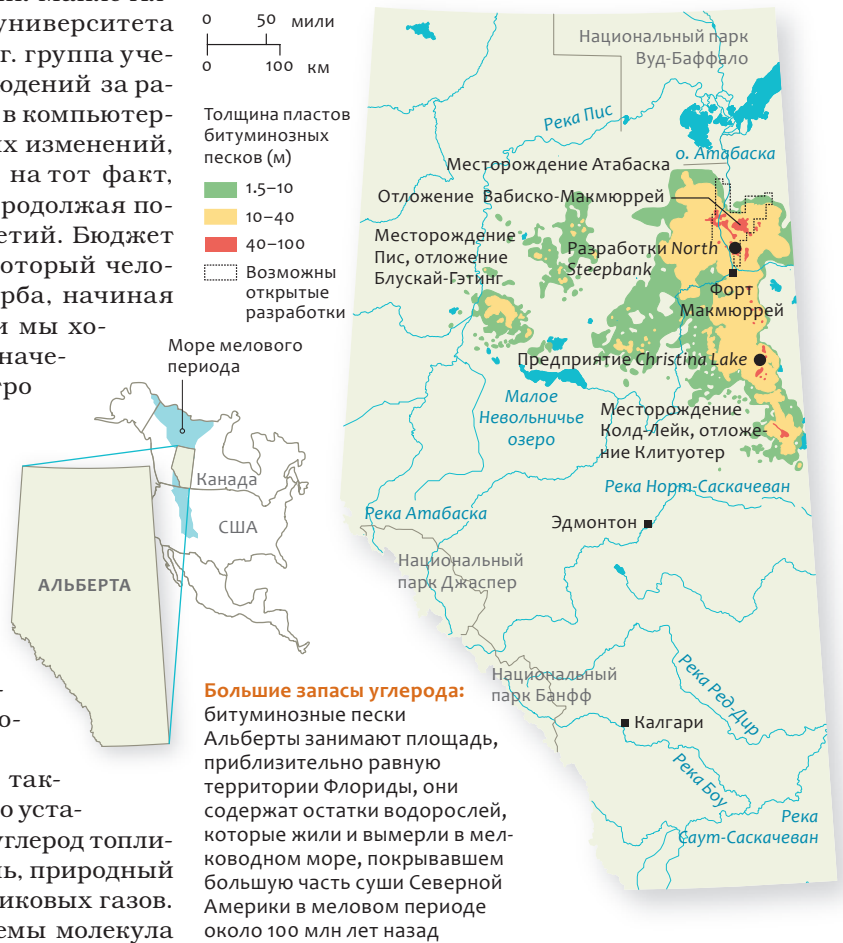 университета
г. группа уче-
юдений за ра-
в компьютер-
их изменений,
на тот факт,
родолжая по-
етий. Бюджет
оторый чело-
рба, начиная
и мы хо-
наче-
тро
-
о-
так-
о уста-
углерод топли-
ь, природный
иковых газов.
емы молекула
0 50 мили
0 100 км
Толщина пластов
битуминозных
песков (м)
1.5–10
10–40
40–100
Возможны
открытые
разработки
Море мелового
периода
Канада
США
АЛЬБЕРТА
Национальный парк
Вуд-Баффало
Река Пис
о. Атабаска
Месторождение Атабаска
Отложение Вабиско-Макмюррей
Месторождение
Пис, отложение
Блускай-Гэтинг
Разработки North
Steepbank
Форт
Макмюррей
Предприятие Christina Lake
Малое
Невольничье
озеро
Месторождение
Колд-Лейк, отложе-
ние Клитуотер
Река Норт-Саскачеван
Река Атабаска
Эдмонтон
Национальный
парк Джаспер
Национальный
парк Банфф
Река Ред-Дир
Калгари
Река Боу
Река
Саут-Саскачеван
Большие запасы углерода:
битуминозные пески
Альберты занимают площадь,
приблизительно равную
территории Флориды, они
содержат остатки водорослей,
которые жили и вымерли в мел-
ководном море, покрывавшем
большую часть суши Северной
Америки в меловом периоде
около 100 млн лет назад